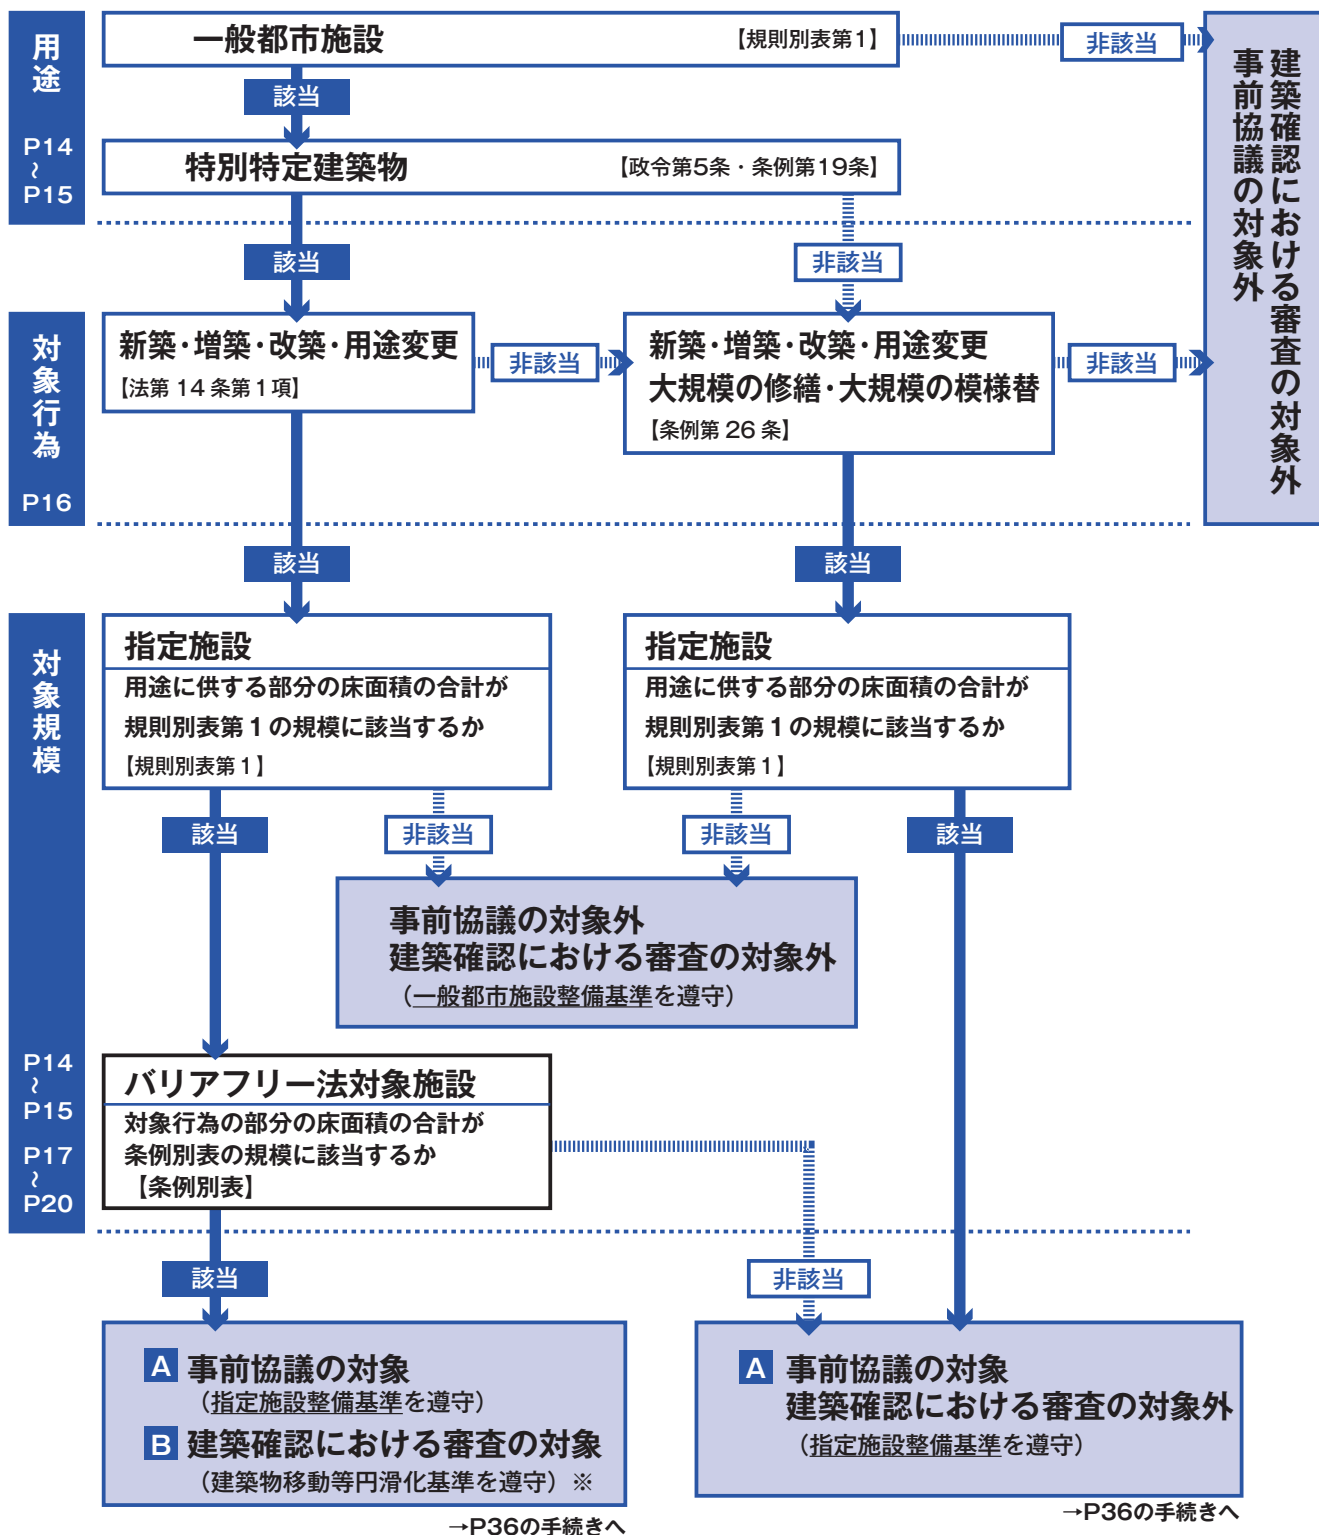 用途
P14
～
P15
一般都市施設
【規則別表第1】
非該当
建築確認における審査の対象外
事前協議の対象外
該当
特別特定建築物
【政令第5条・条例第19条】
該当
非該当
対象行為
P16
新築・増築・改築・用途変更
【法第 14 条第 1 項】
非該当
新築・増築・改築・用途変更
大規模の修繕・大規模の模様替
【条例第 26 条】
非該当
該当
該当
対象規模
P14
～
P15
P17
～
P20
指定施設
用途に供する部分の床面積の合計が
規則別表第 1 の規模に該当するか
【規則別表第 1】
指定施設
用途に供する部分の床面積の合計が
規則別表第 1 の規模に該当するか
【規則別表第 1】
該当
非該当
非該当
該当
事前協議の対象外
建築確認における審査の対象外
（一般都市施設整備基準を遵守）
バリアフリー法対象施設
対象行為の部分の床面積の合計が
条例別表の規模に該当するか
【条例別表】
該当
非該当
A 事前協議の対象
（指定施設整備基準を遵守）
B 建築確認における審査の対象
（建築物移動等円滑化基準を遵守）※
→P36の手続きへ
A 事前協議の対象
建築確認における審査の対象外
（指定施設整備基準を遵守）
→P36の手続きへ